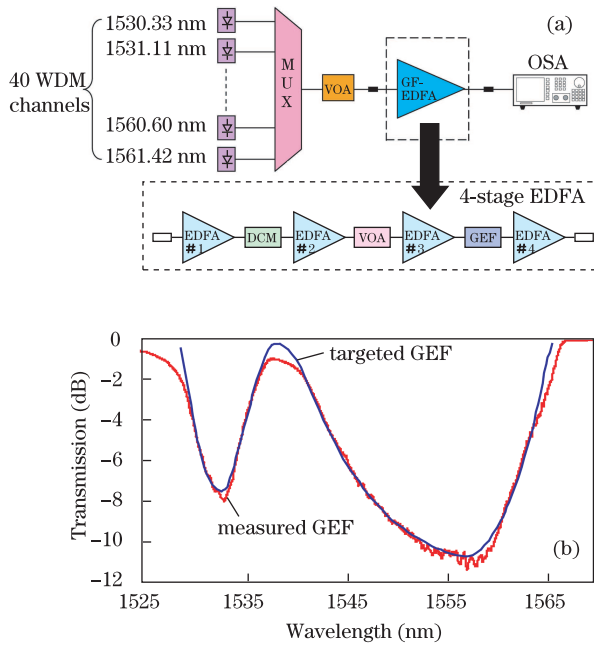 1530.33 nm
1531.11 nm
40 WDM
channels
1560.60 nm
1561.42 nm
M
U
X
VOA
GF-
EDFA
(a)
OSA
4-stage EDFA
EDFA
#1
DCM
EDFA
#2
VOA
EDFA
#3
GEF
EDFA
#4
0
−2
−4
−6
−8
−10
−12
Transmission (dB)
targeted GEF
measured GEF
(b)
1525
1535
1545
1555
1565
Wavelength (nm)